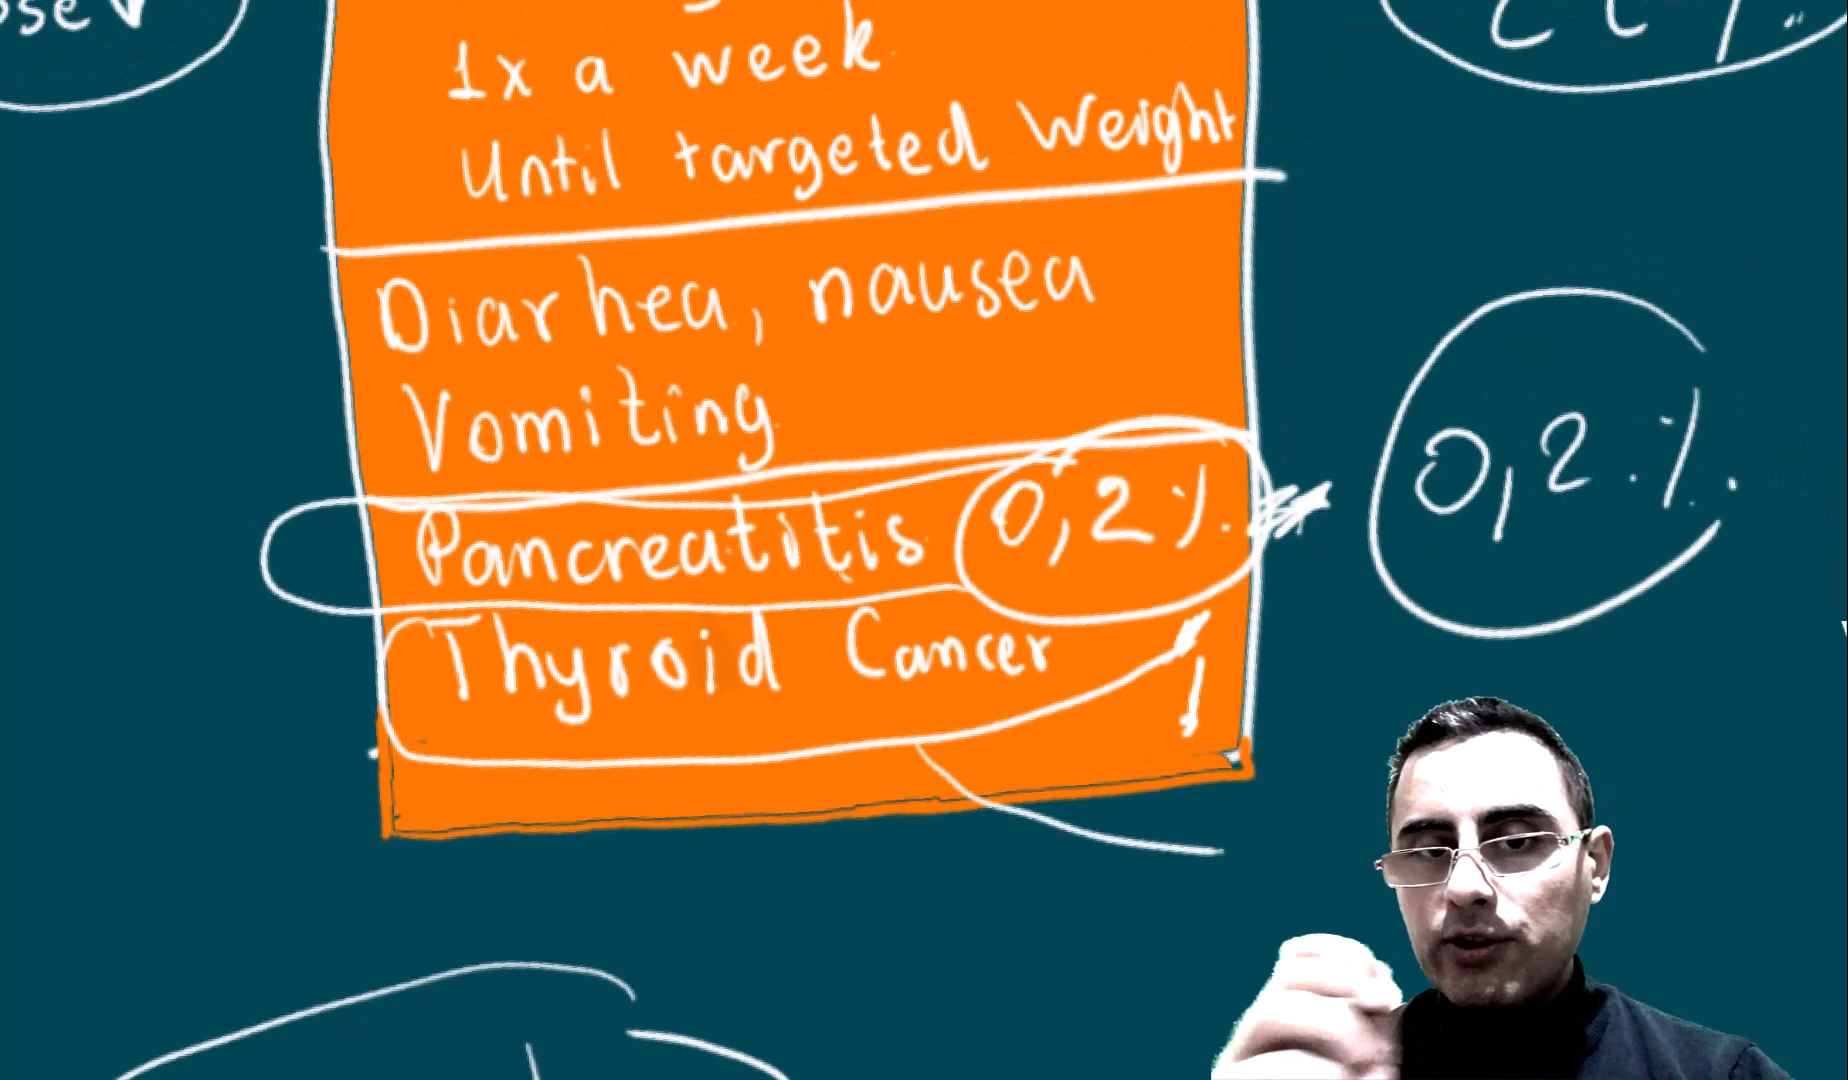 1x a week
Until targeted Weight
Diarhea, nausea
Vomiting
Pancreatitis 0,2%
0,2%
Thyroid Cancer !